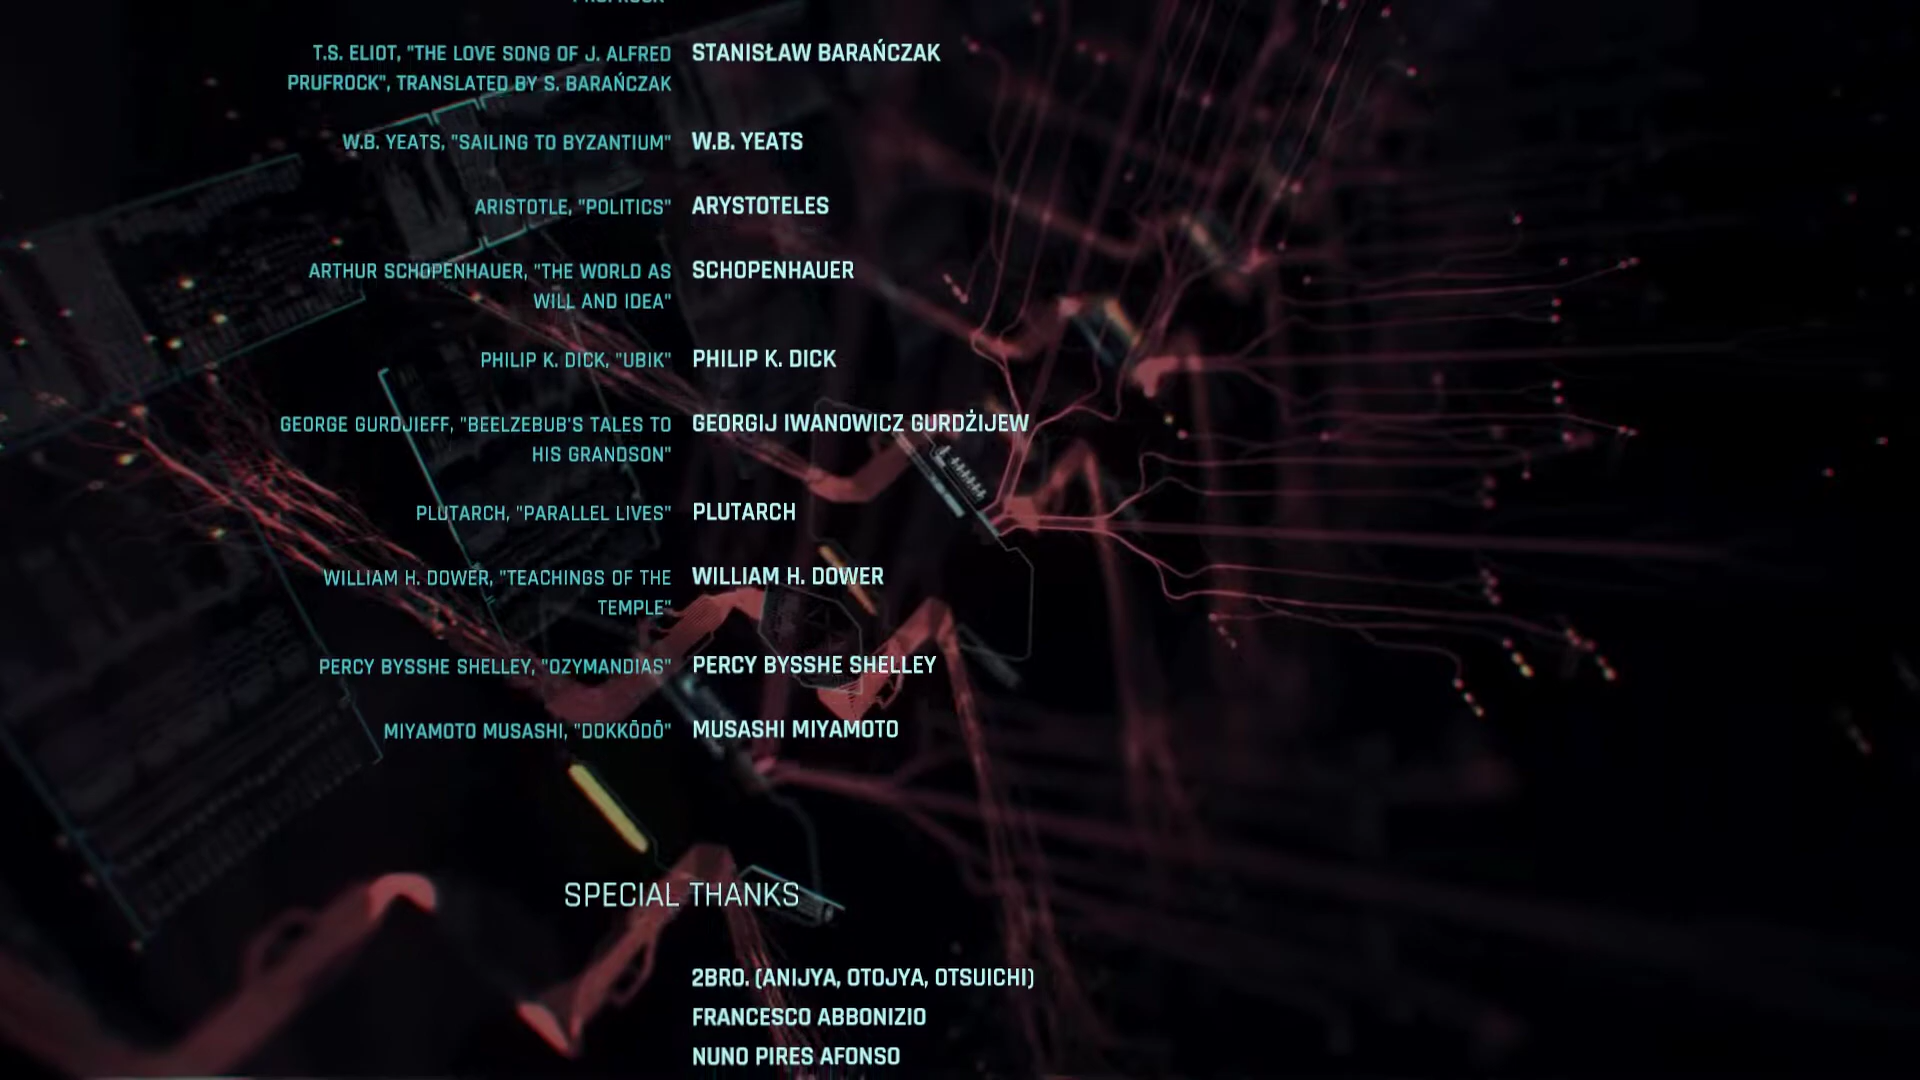 T.S. ELIOT, "THE LOVE SONG OF J. ALFRED STANISŁAW BARAŃCZAK
PRUFROCK", TRANSLATED BY S. BARAŃCZAK
W.B. YEATS, "SAILING TO BYZANTIUM" W.B. YEATS
ARISTOTLE, "POLITICS" ARYSTOTELES
ARTHUR SCHOPENHAUER, "THE WORLD AS SCHOPENHAUER
WILL AND IDEA"
PHILIP K. DICK, "UBIK" PHILIP K. DICK
GEORGE GURDJIEFF, "BEELZEBUB'S TALES TO GEORGIJ IWANOWICZ GURDŻIJEW
HIS GRANDSON"
PLUTARCH, "PARALLEL LIVES" PLUTARCH
WILLIAM H. DOWER, "TEACHINGS OF THE WILLIAM H. DOWER
TEMPLE"
PERCY BYSSHE SHELLEY, "OZYMANDIAS" PERCY BYSSHE SHELLEY
MIYAMOTO MUSASHI, "DOKKŌDŌ" MUSASHI MIYAMOTO
SPECIAL THANKS
2BRO. (ANIJYA, OTOJYA, OTSUICHI)
FRANCESCO ABBONIZIO
NUNO PIRES AFONSO